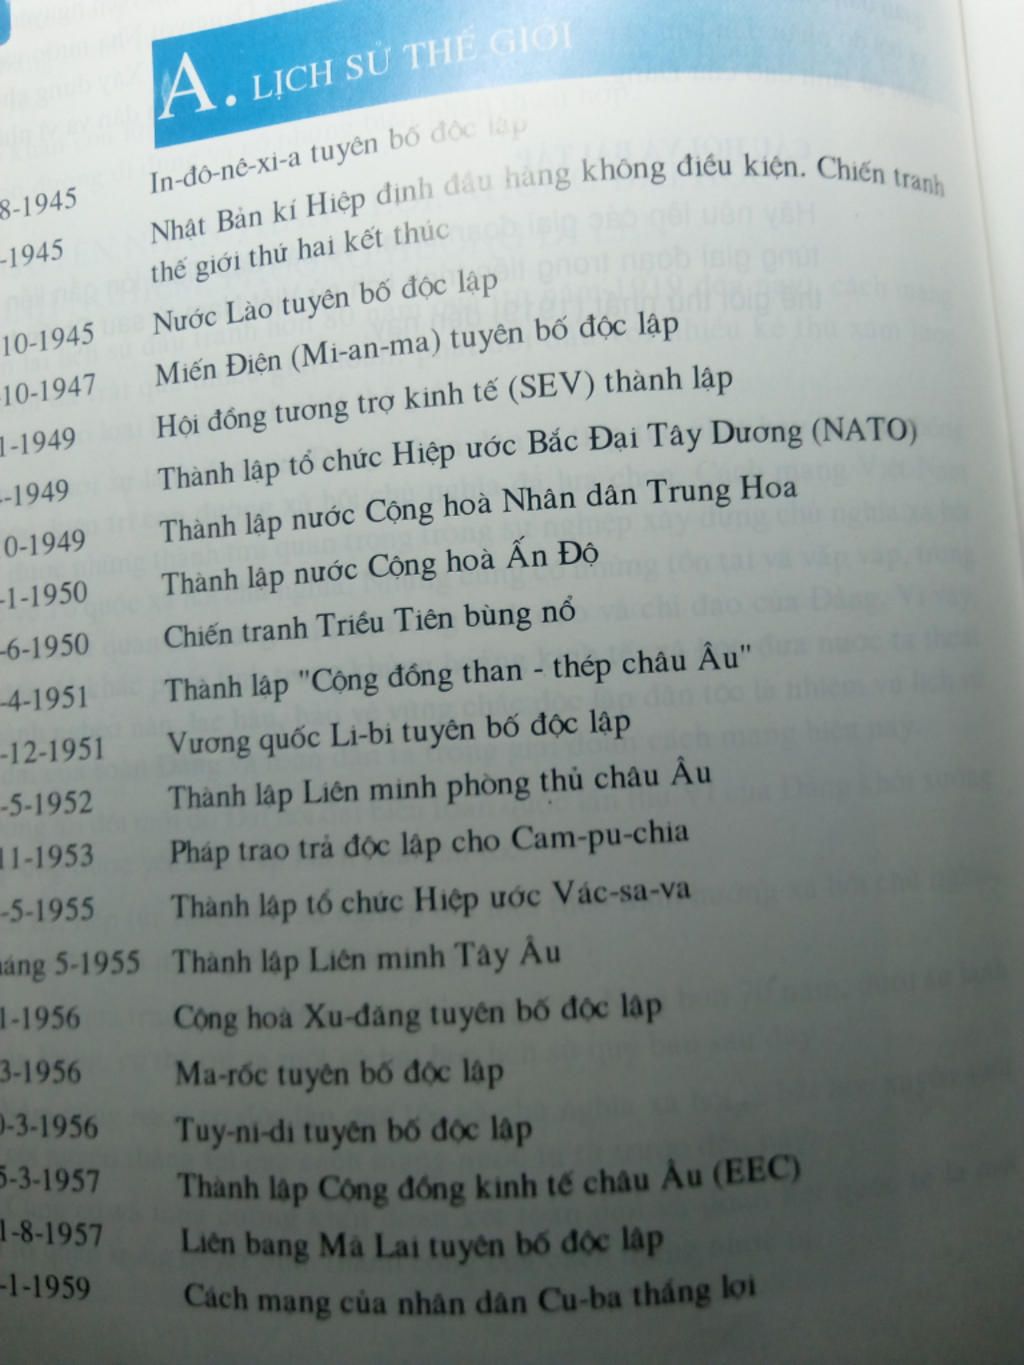 A. LỊCH SỬ THẾ GIỚI
8-1945 In-đô-nê-xi-a tuyên bố độc lập
-1945 Nhật Bản kí Hiệp định đầu hàng không điều kiện. Chiến tranh
thế giới thứ hai kết thúc
10-1945 Nước Lào tuyên bố độc lập
-10-1947 Miến Điện (Mi-an-ma) tuyên bố độc lập
1-1949 Hội đồng tương trợ kinh tế (SEV) thành lập
-1949 Thành lập tổ chức Hiệp ước Bắc Đại Tây Dương (NATO)
0-1949 Thành lập nước Cộng hoà Nhân dân Trung Hoa
-1-1950 Thành lập nước Cộng hoà Ấn Độ
-6-1950 Chiến tranh Triều Tiên bùng nổ
-4-1951 Thành lập "Cộng đồng than - thép châu Âu"
-12-1951 Vương quốc Li-bi tuyên bố độc lập
-5-1952 Thành lập Liên minh phòng thủ châu Âu
11-1953 Pháp trao trả độc lập cho Cam-pu-chia
-5-1955 Thành lập tổ chức Hiệp ước Vác-sa-va
háng 5-1955 Thành lập Liên minh Tây Âu
1-1956 Cộng hoà Xu-đăng tuyên bố độc lập
3-1956 Ma-rốc tuyên bố độc lập
0-3-1956 Tuy-ni-di tuyên bố độc lập
5-3-1957 Thành lập Cộng đồng kinh tế châu Âu (EEC)
1-8-1957 Liên bang Mã Lai tuyên bố độc lập
-1-1959 Cách mạng của nhân dân Cu-ba thắng lợi